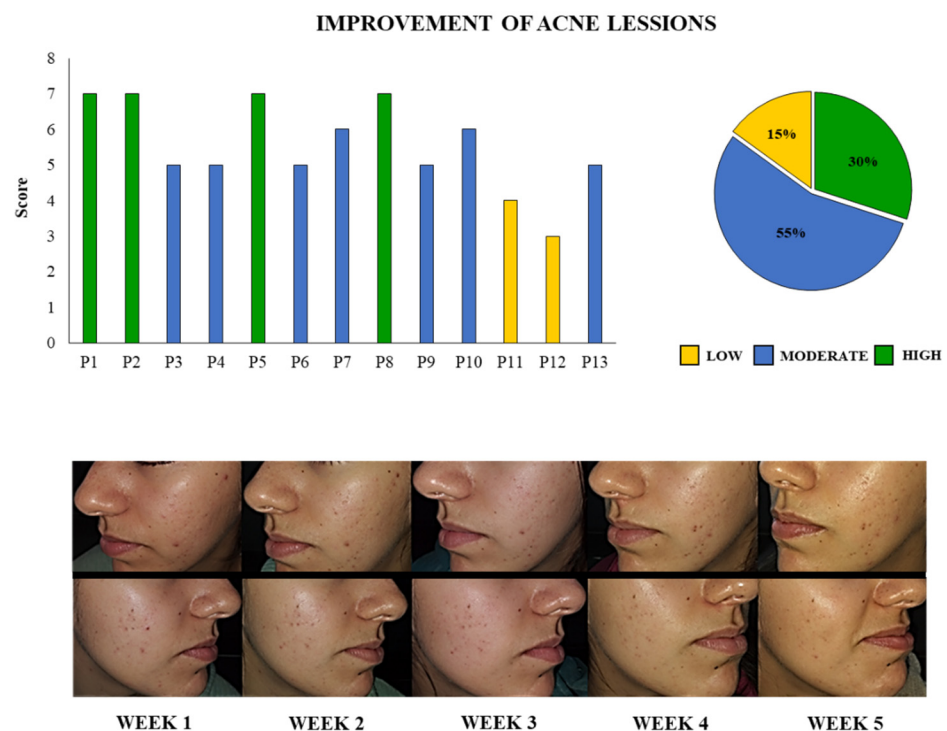 IMPROVEMENT OF ACNE LESSIONS
8
7
6
5
4
3
2
1
0
Score
P1 P2 P3 P4 P5 P6 P7 P8 P9 P10 P11 P12 P13
15%
30%
55%
LOW MODERATE HIGH
WEEK 1 WEEK 2 WEEK 3 WEEK 4 WEEK 5